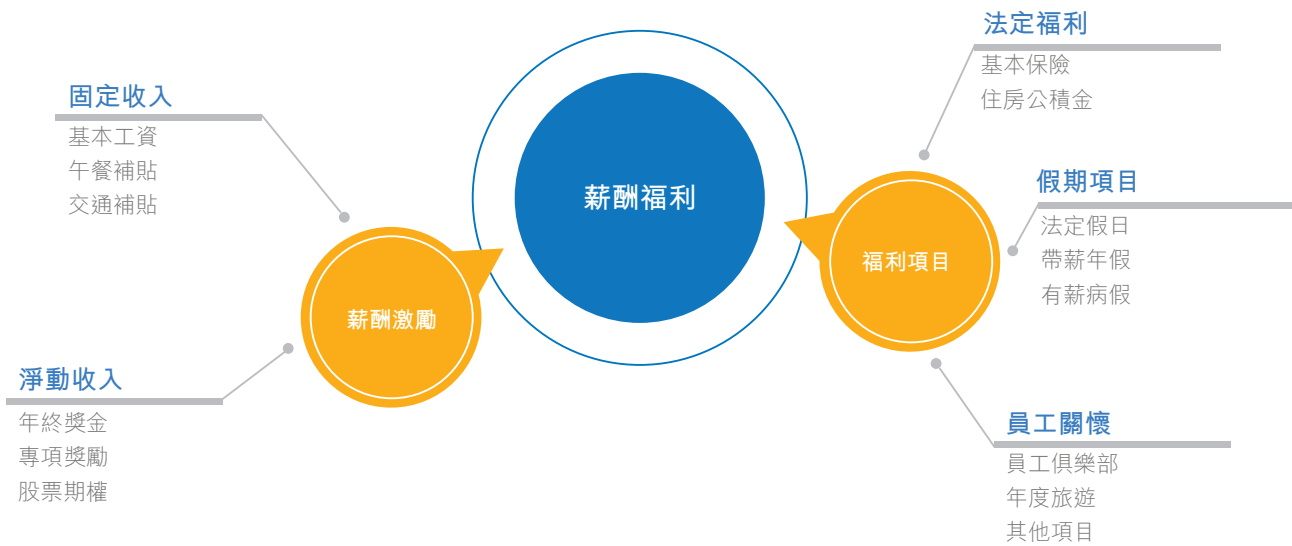 薪酬福利
薪酬激勵
固定收入
基本工資
午餐補貼
交通補貼
淨動收入
年終獎金
專項獎勵
股票期權
福利項目
法定福利
基本保險
住房公積金
假期項目
法定假日
帶薪年假
有薪病假
員工關懷
員工俱樂部
年度旅遊
其他項目